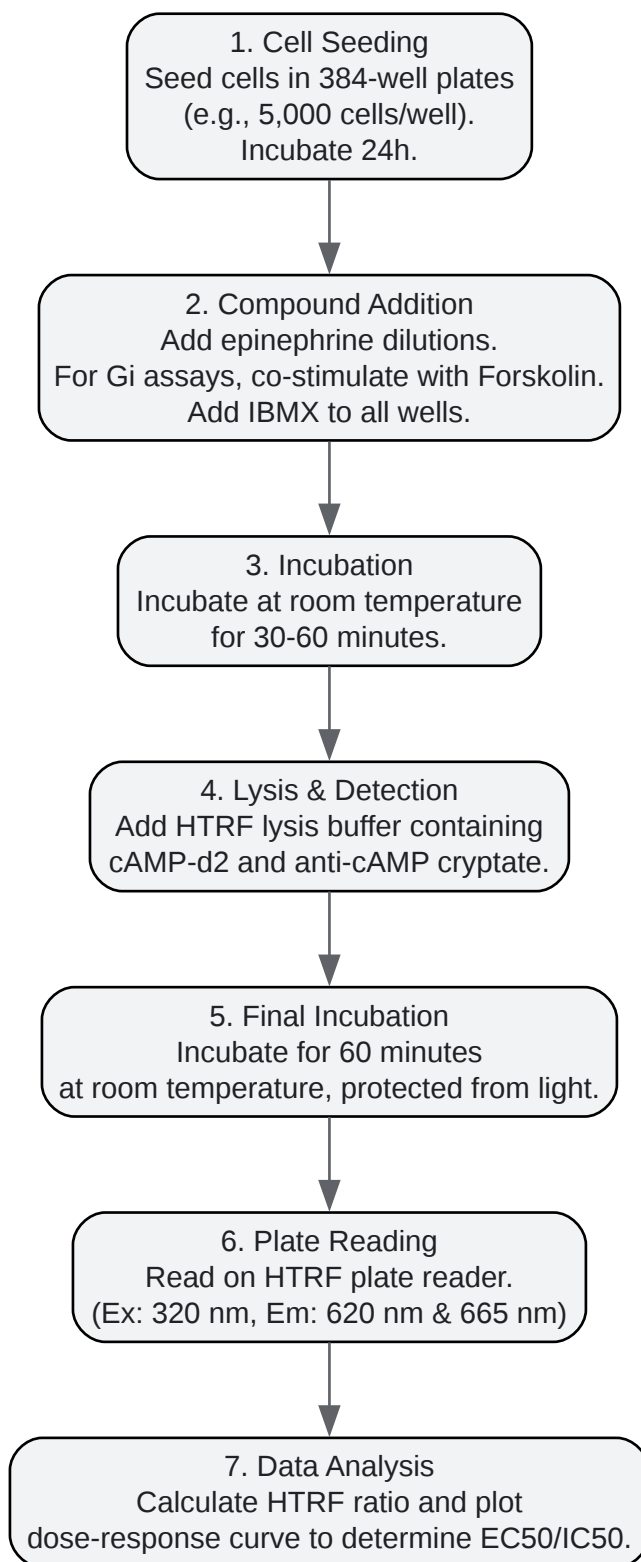 1. Cell Seeding
Seed cells in 384-well plates
(e.g., 5,000 cells/well).
Incubate 24h.
2. Compound Addition
Add epinephrine dilutions.
For Gi assays, co-stimulate with Forskolin.
Add IBMX to all wells.
3. Incubation
Incubate at room temperature
for 30-60 minutes.
4. Lysis & Detection
Add HTRF lysis buffer containing
cAMP-d2 and anti-cAMP cryptate.
5. Final Incubation
Incubate for 60 minutes
at room temperature, protected from light.
6. Plate Reading
Read on HTRF plate reader.
(Ex: 320 nm, Em: 620 nm & 665 nm)
7. Data Analysis
Calculate HTRF ratio and plot
dose-response curve to determine EC50/IC50.